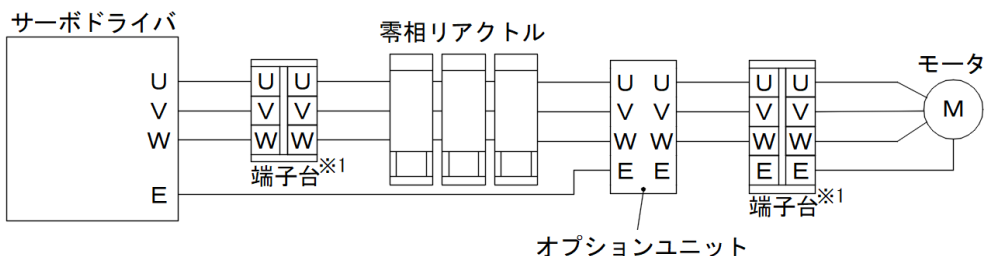 サーボドライバ
零相リアクトル
モータ
U U U U U U U
V V V V V V V
W W W W W W W
E E E E E
M
端子台※1
端子台※1
オプションユニット